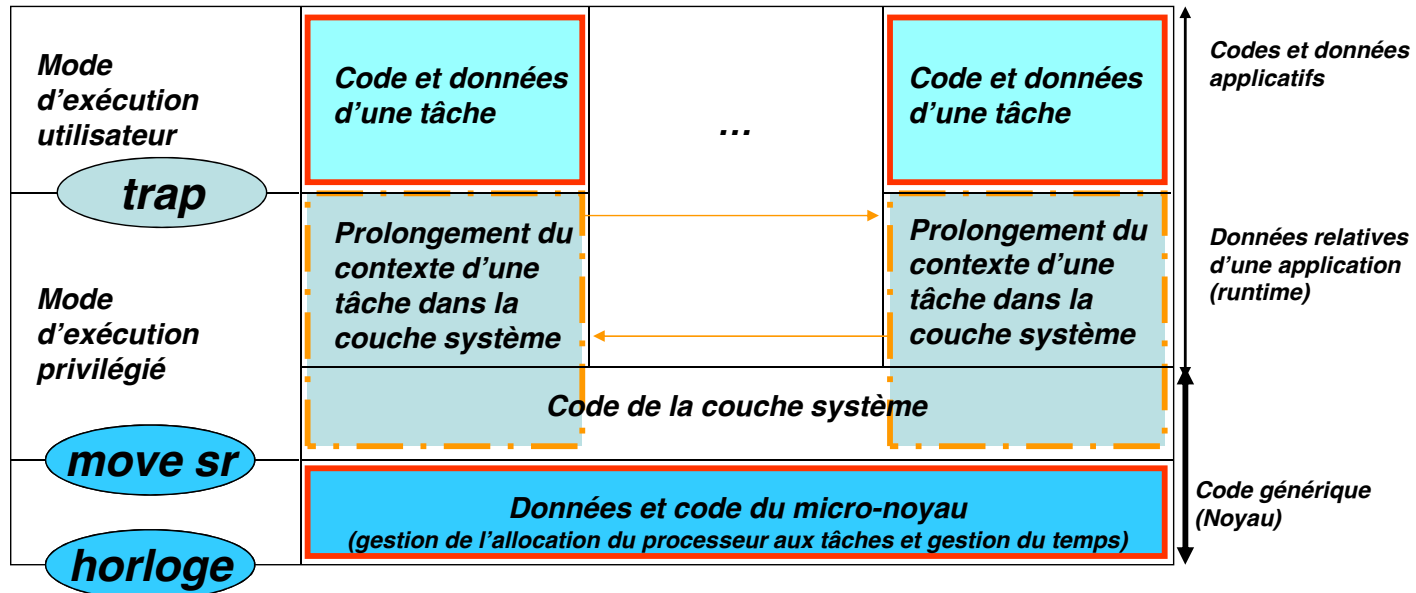 Mode
d'exécution
utilisateur
trap
Mode
d'exécution
privilégié
move sr
horloge
Code et données
d'une tâche
...
Code et données
d'une tâche
Prolongement du
contexte d'une
tâche dans la
couche système
Prolongement du
contexte d'une
tâche dans la
couche système
Code de la couche système
Données et code du micro-noyau
(gestion de l'allocation du processeur aux tâches et gestion du temps)
Codes et données
applicatifs
Données relatives
d'une application
(runtime)
Code générique
(Noyau)